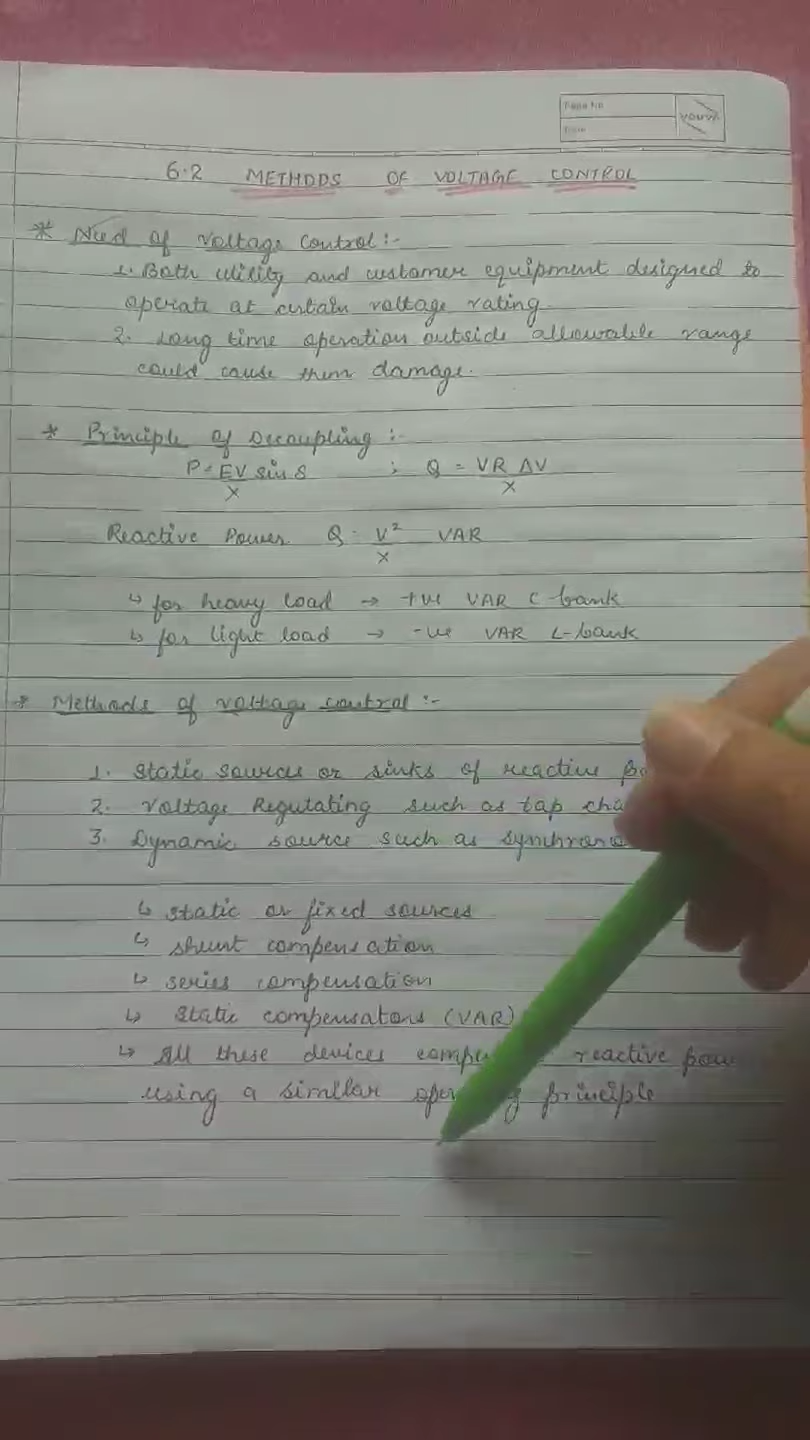 Page No
Date
YOUVA
6.2 METHODS OF VOLTAGE CONTROL
* Need of Voltage Control :-
1. Both utility and customer equipment designed to
operate at certain voltage rating.
2. Long time operation outside allowable range
could cause them damage.
* Principle of Decoupling :-
P = EV sin δ / X ; Q = VR ΔV / X
Reactive Power Q = V² / X VAR
↳ for heavy load → +ve VAR C-bank
↳ for light load → -ve VAR L-bank
* Methods of voltage control :-
1. Static sources or sinks of reactive
2. Voltage Regutating such as tap
3. Dynamic source such as
↳ static or fixed sources
↳ shunt compensation
↳ series compensation
↳ Static compensators (VAR)
↳ All these devices reactive
using a similar principle